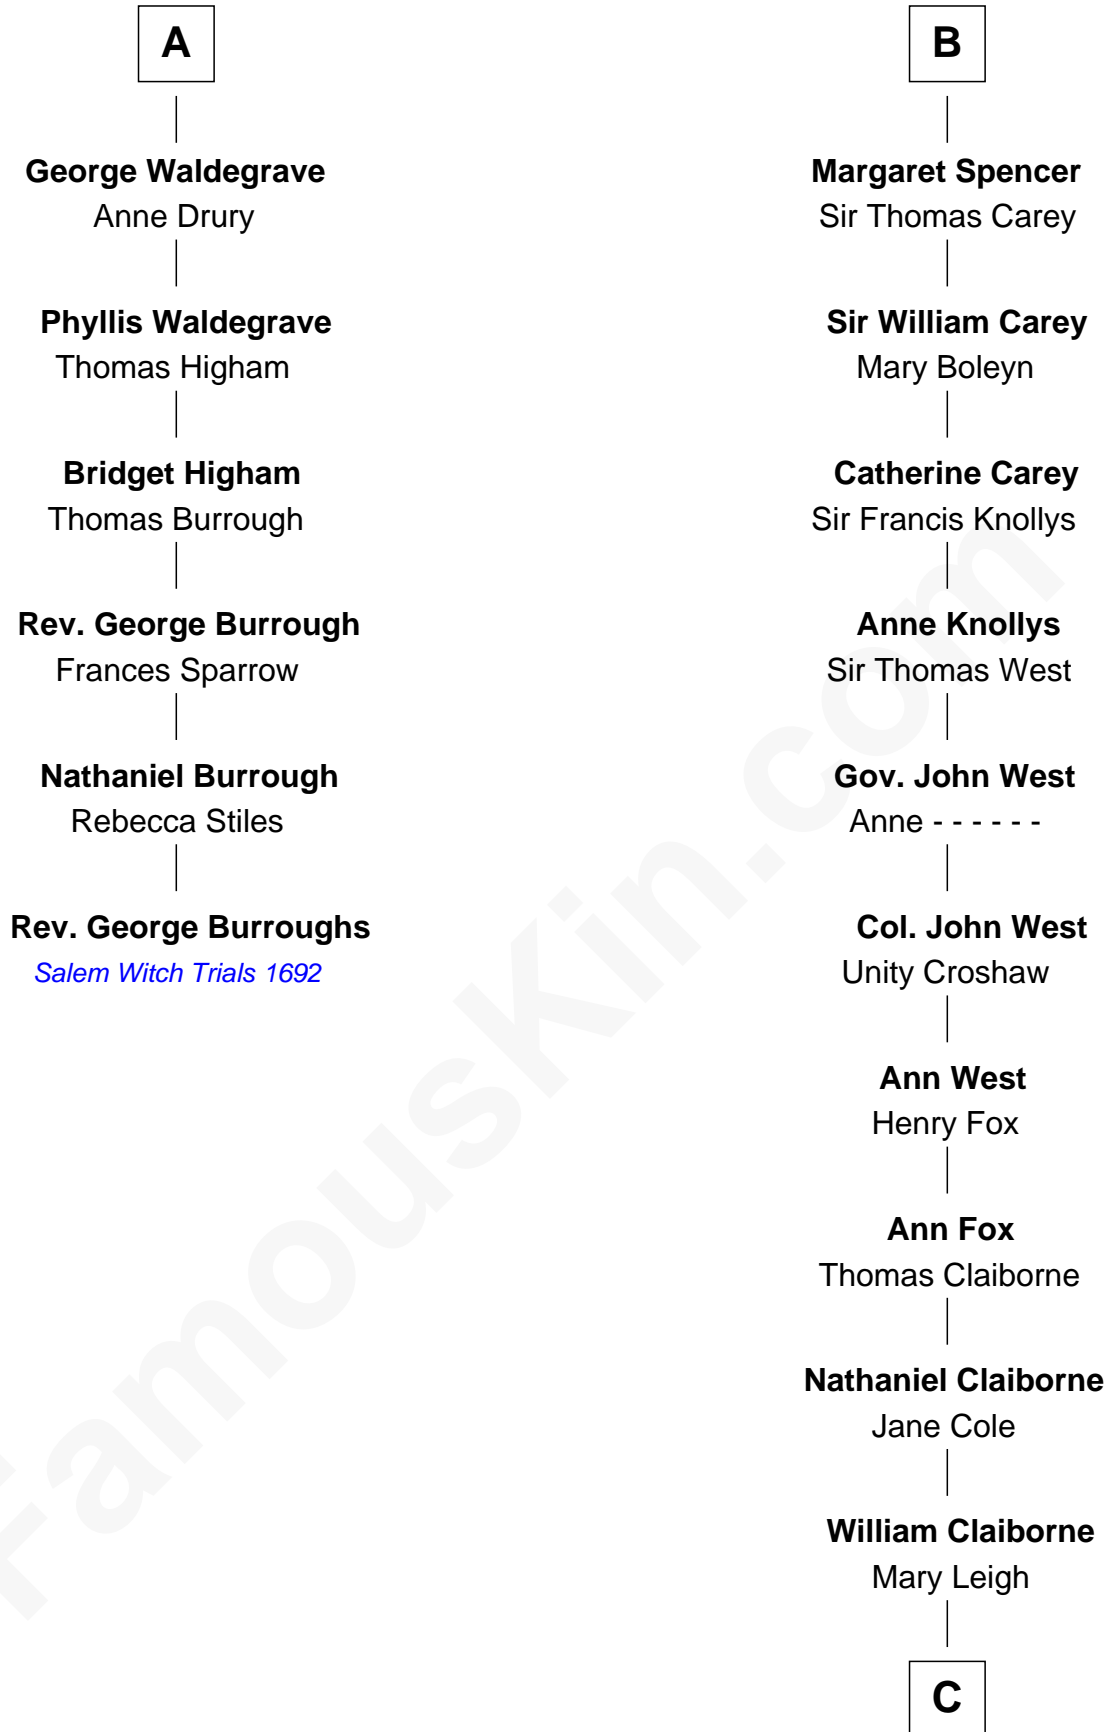 A
George Waldegrave
Anne Drury
Phyllis Waldegrave
Thomas Higham
Bridget Higham
Thomas Burrough
Rev. George Burrough
Frances Sparrow
Nathaniel Burrough
Rebecca Stiles
Rev. George Burroughs
Salem Witch Trials 1692
B
Margaret Spencer
Sir Thomas Carey
Sir William Carey
Mary Boleyn
Catherine Carey
Sir Francis Knollys
Anne Knollys
Sir Thomas West
Gov. John West
Anne - - - - - -
Col. John West
Unity Croshaw
Ann West
Henry Fox
Ann Fox
Thomas Claiborne
Nathaniel Claiborne
Jane Cole
William Claiborne
Mary Leigh
C
FamousKin.com